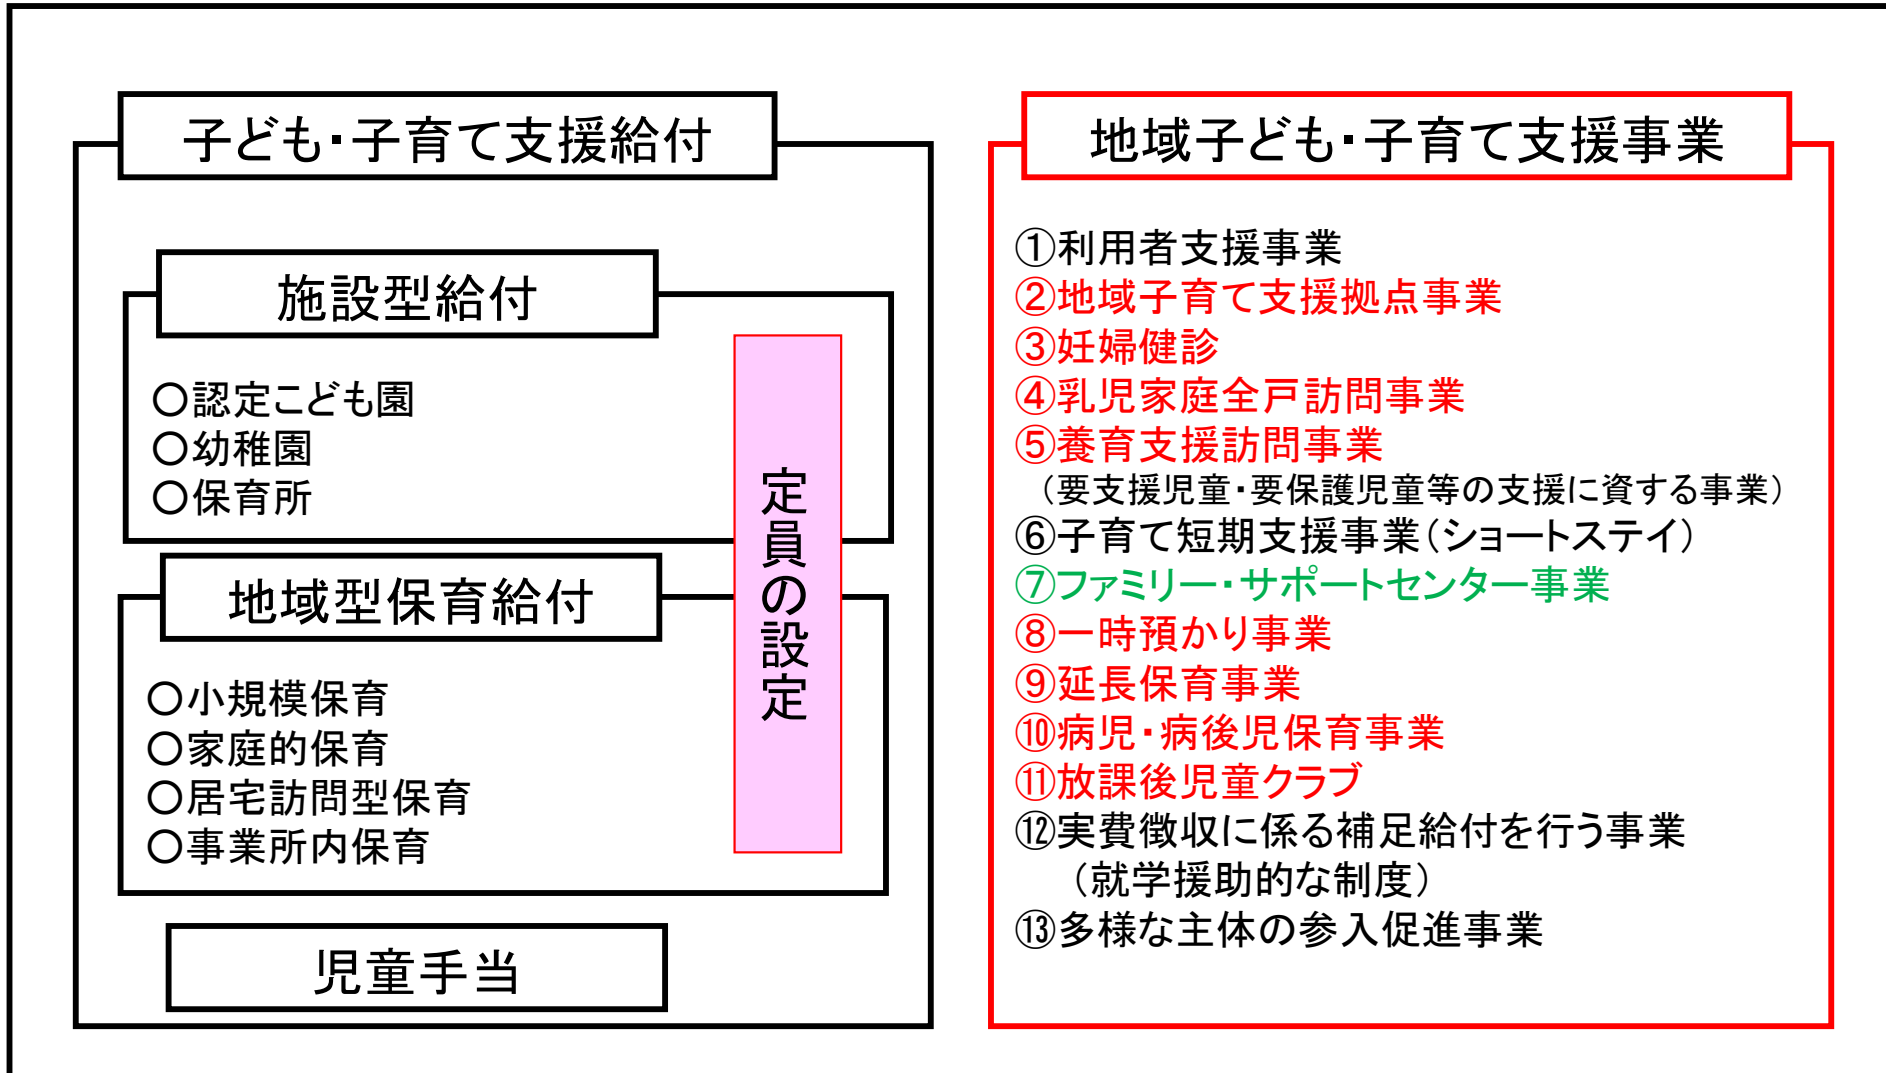 子ども・子育て支援給付
施設型給付
○認定こども園
○幼稚園
○保育所
地域型保育給付
○小規模保育
○家庭的保育
○居宅訪問型保育
○事業所内保育
定員の設定
児童手当
地域子ども・子育て支援事業
①利用者支援事業
②地域子育て支援拠点事業
③妊婦健診
④乳児家庭全戸訪問事業
⑤養育支援訪問事業
（要支援児童・要保護児童等の支援に資する事業）
⑥子育て短期支援事業（ショートステイ）
⑦ファミリー・サポートセンター事業
⑧一時預かり事業
⑨延長保育事業
⑩病児・病後児保育事業
⑪放課後児童クラブ
⑫実費徴収に係る補足給付を行う事業
（就学援助的な制度）
⑬多様な主体の参入促進事業